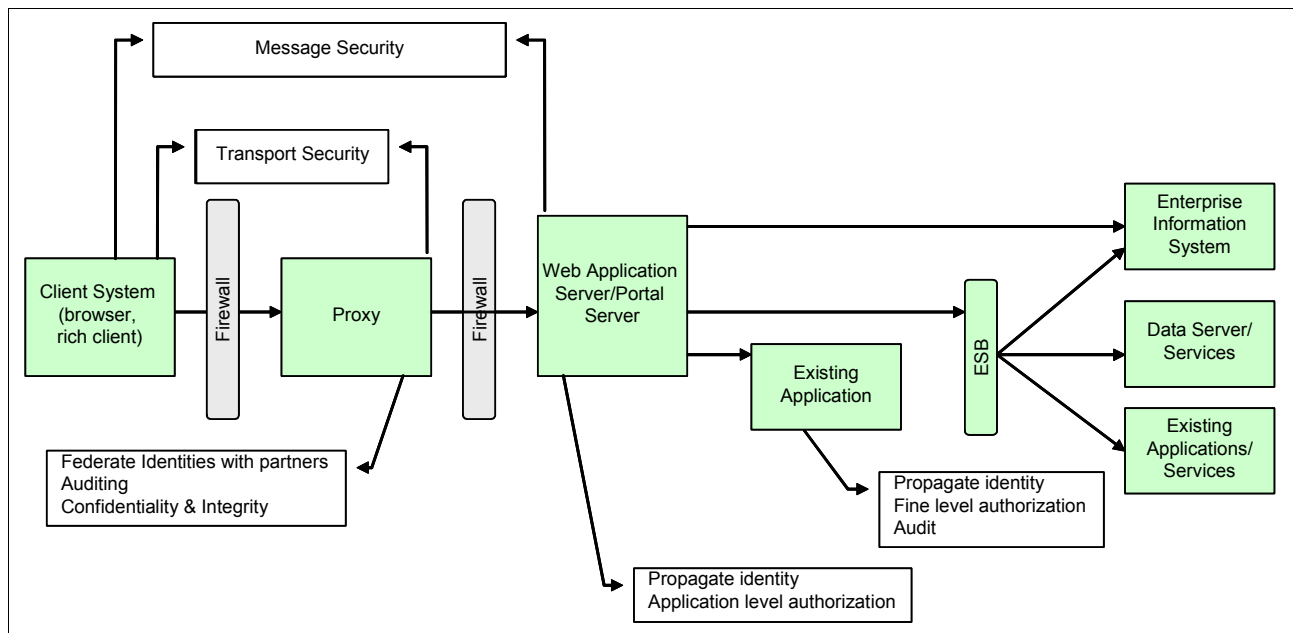 Message Security
Transport Security
Client System
(browser,
rich client)
Firewall
Proxy
Firewall
Web Application
Server/Portal
Server
Existing
Application
ESB
Enterprise
Information
System
Data Server/
Services
Existing
Applications/
Services
Federate Identities with partners
Auditing
Confidentiality & Integrity
Propagate identity
Fine level authorization
Audit
Propagate identity
Application level authorization